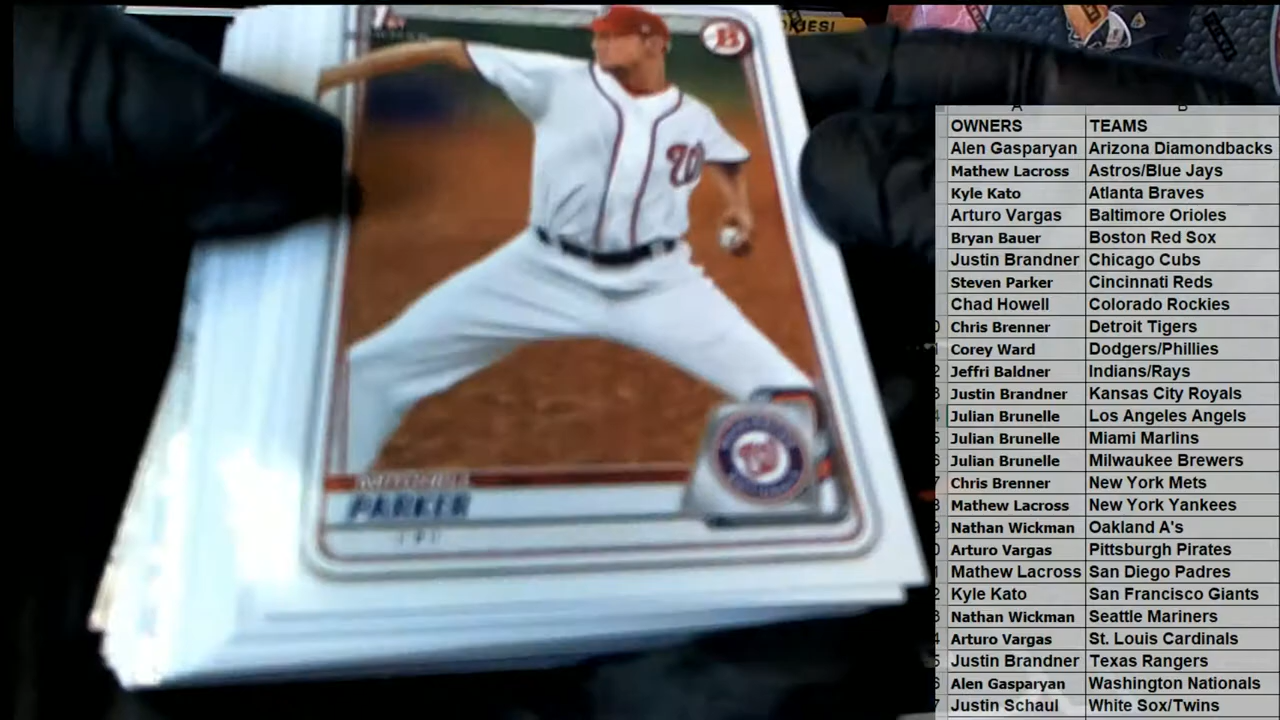 KIES!
A B
OWNERS TEAMS
Alen Gasparyan Arizona Diamondbacks
Mathew Lacross Astros/Blue Jays
Kyle Kato Atlanta Braves
Arturo Vargas Baltimore Orioles
Bryan Bauer Boston Red Sox
Justin Brandner Chicago Cubs
Steven Parker Cincinnati Reds
Chad Howell Colorado Rockies
Chris Brenner Detroit Tigers
Corey Ward Dodgers/Phillies
Jeffri Baldner Indians/Rays
Justin Brandner Kansas City Royals
Julian Brunelle Los Angeles Angels
Julian Brunelle Miami Marlins
Julian Brunelle Milwaukee Brewers
Chris Brenner New York Mets
Mathew Lacross New York Yankees
Nathan Wickman Oakland A's
Arturo Vargas Pittsburgh Pirates
Mathew Lacross San Diego Padres
Kyle Kato San Francisco Giants
Nathan Wickman Seattle Mariners
Arturo Vargas St. Louis Cardinals
Justin Brandner Texas Rangers
Alen Gasparyan Washington Nationals
Justin Schaul White Sox/Twins
B
W
W
PARKER
P